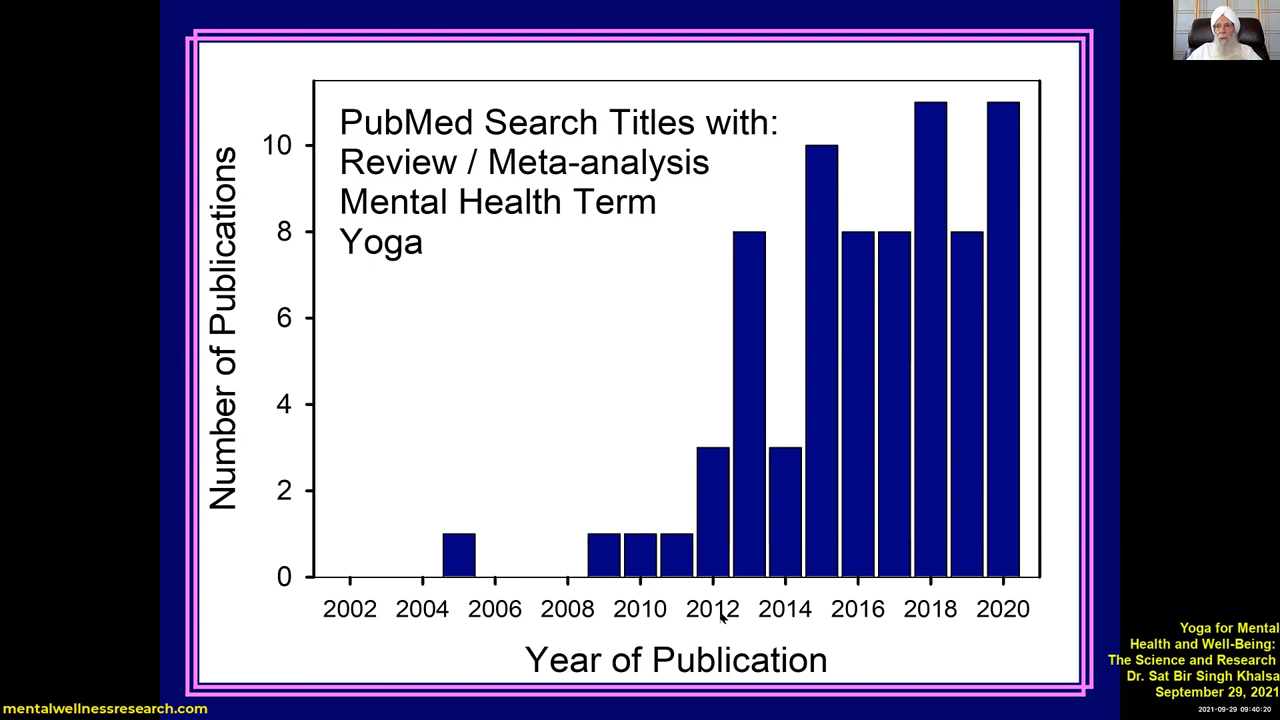 PubMed Search Titles with:
Review / Meta-analysis
Mental Health Term
Yoga
Number of Publications
10
8
6
4
2
0
2002 2004 2006 2008 2010 2012 2014 2016 2018 2020
Year of Publication
Yoga for Mental
Health and Well-Being:
The Science and Research
Dr. Sat Bir Singh Khalsa
September 29, 2021
2021-09-29 09:40:20
mentalwellnessresearch.com